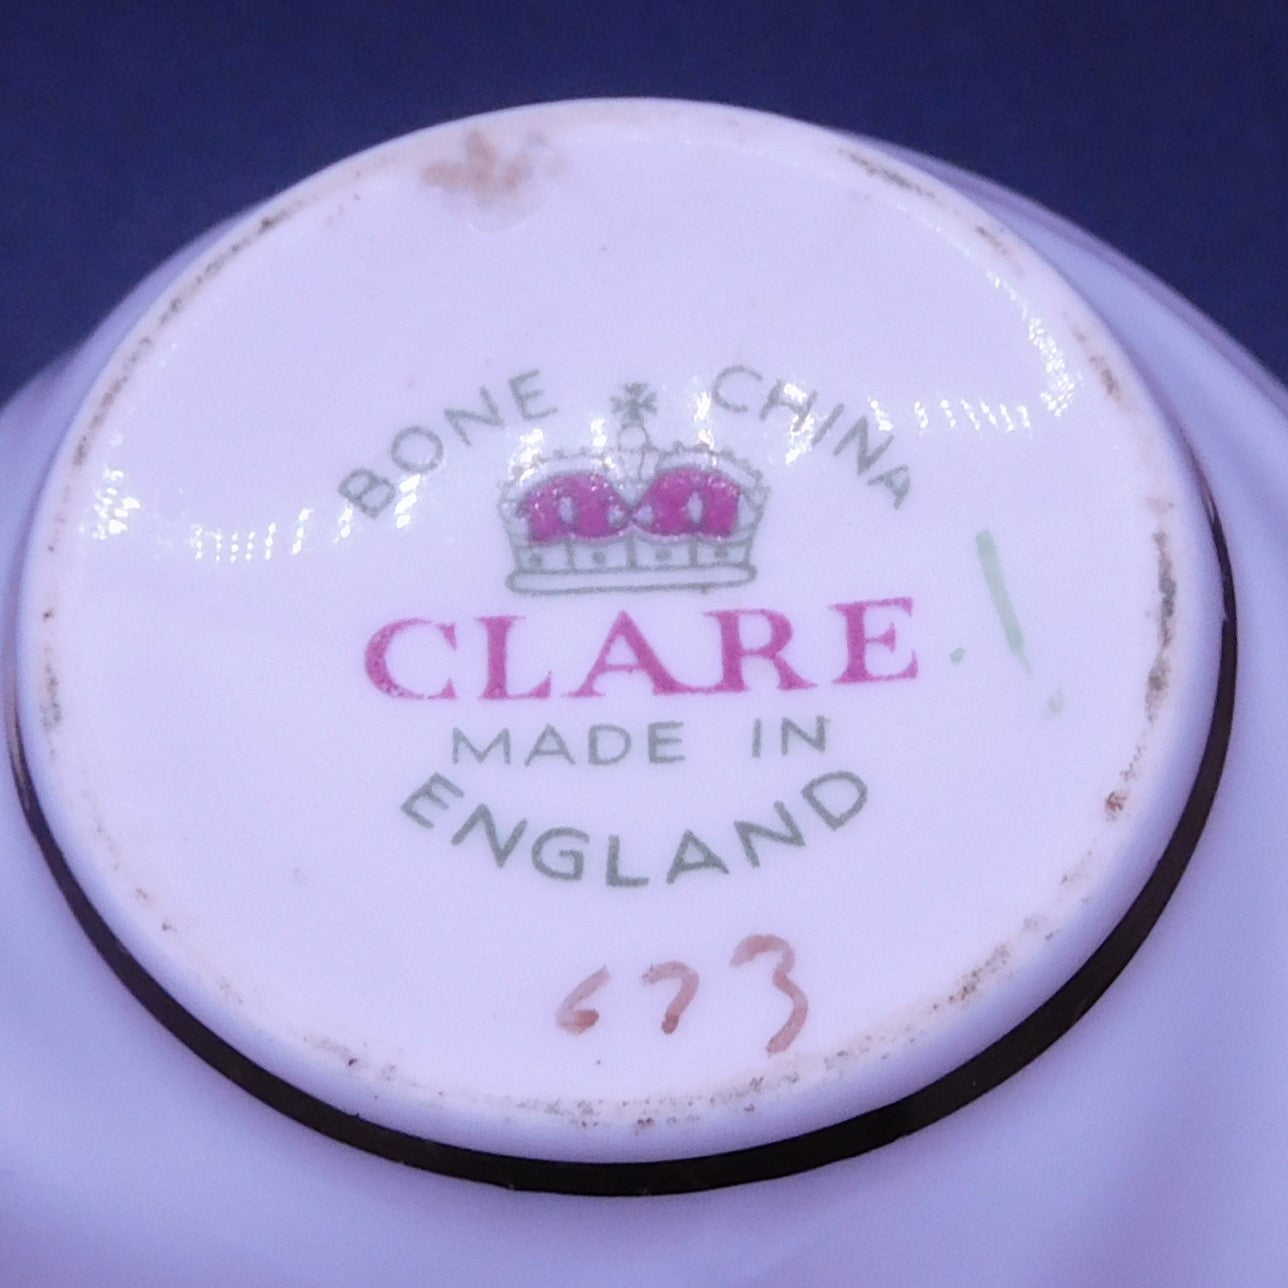 BONE CHINA
CLARE
MADE IN
ENGLAND
673